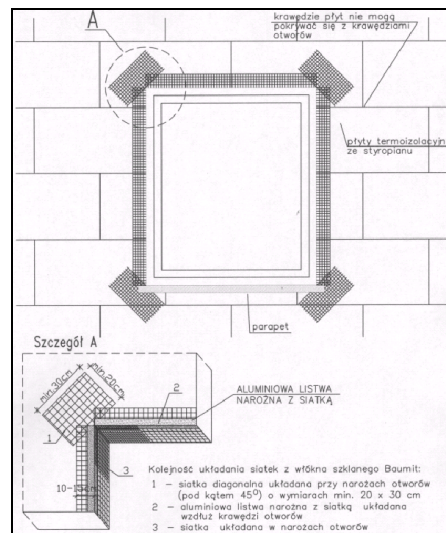 A
krawędzie płyt nie mogą
pokrywać się z krawędziami
otworów
płyty termoizolacyjn
ze styropianu
parapet
Szczegół A
min.30cm
min.20cm
2
ALUMINIOWA LISTWA
NAROŻNA Z SIATKĄ
1
3
10-15cm
Kolejność układania siatek z włókna szklanego Baumit:
1 – siatka diagonalna układana przy narożach otworów
(pod kątem 45°) o wymiarach min. 20 x 30 cm
2 – aluminiowa listwa narożna z siatką układana
wzdłuż krawędzi otworów
3 – siatka układana w narożach otworów